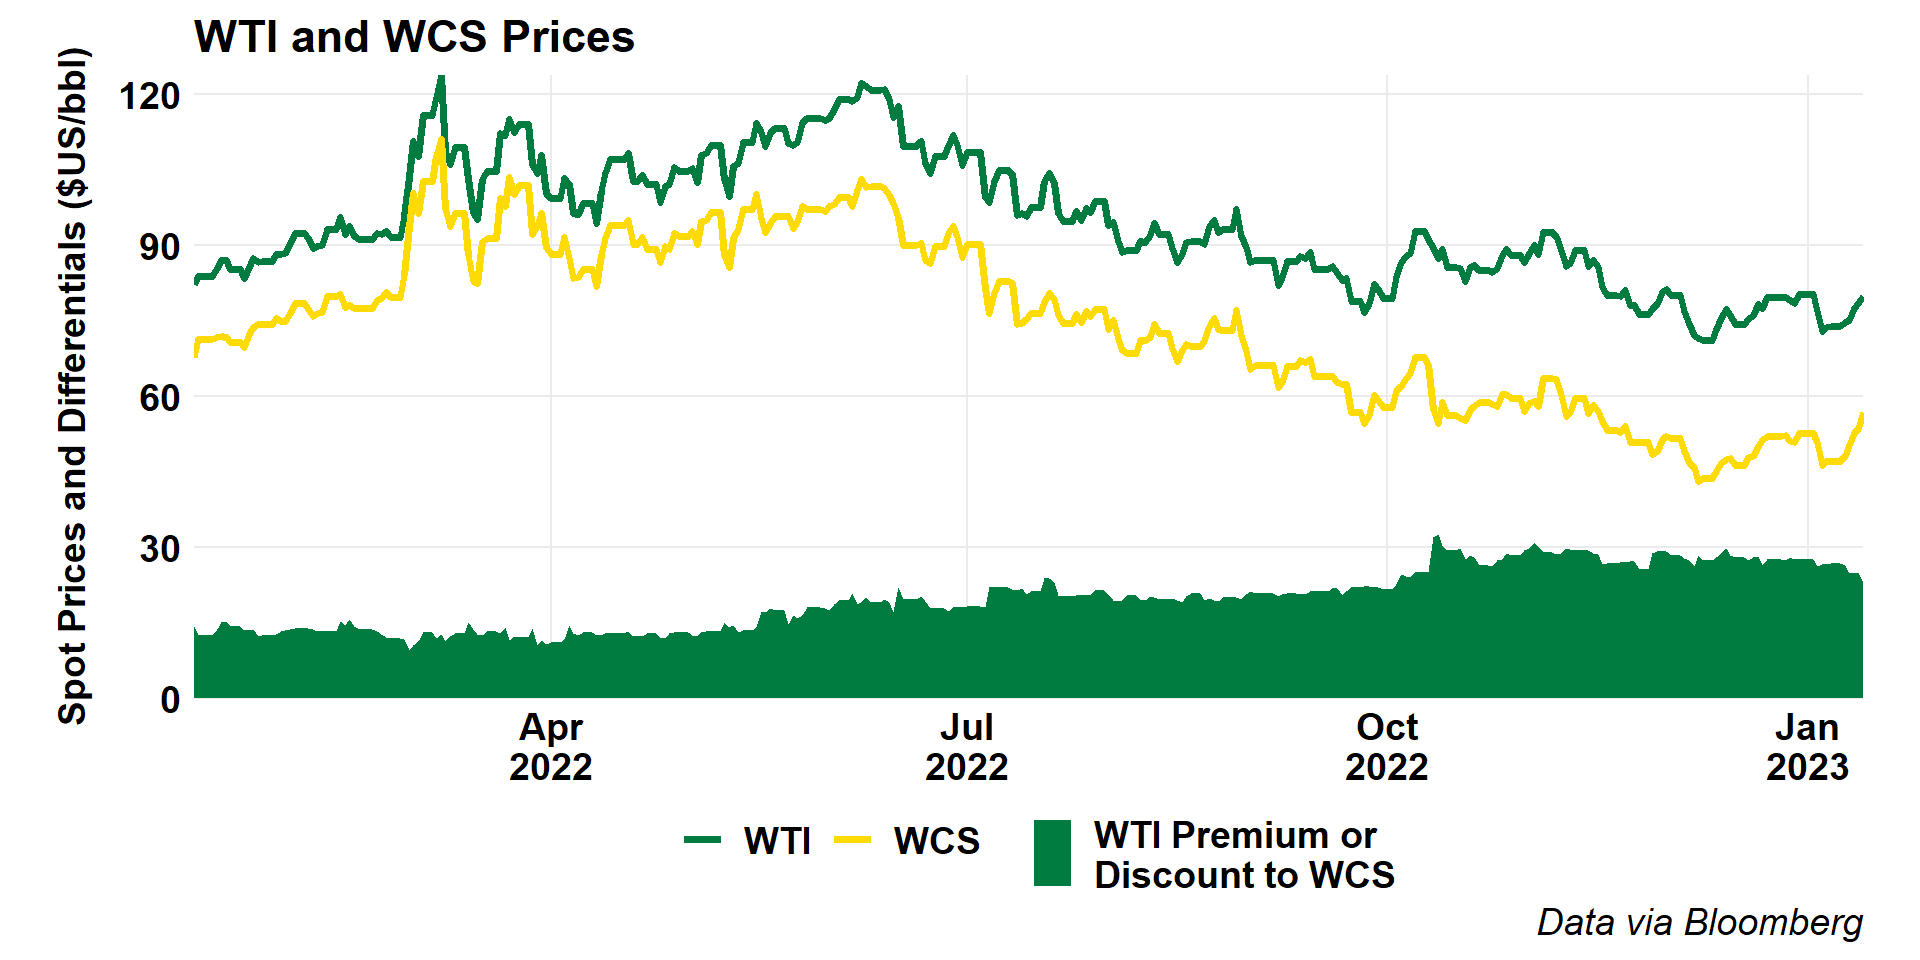 WTI and WCS Prices
Spot Prices and Differentials ($US/bbl)
120
90
60
30
0
Apr
2022
Jul
2022
Oct
2022
Jan
2023
WTI
WCS
WTI Premium or
Discount to WCS
Data via Bloomberg